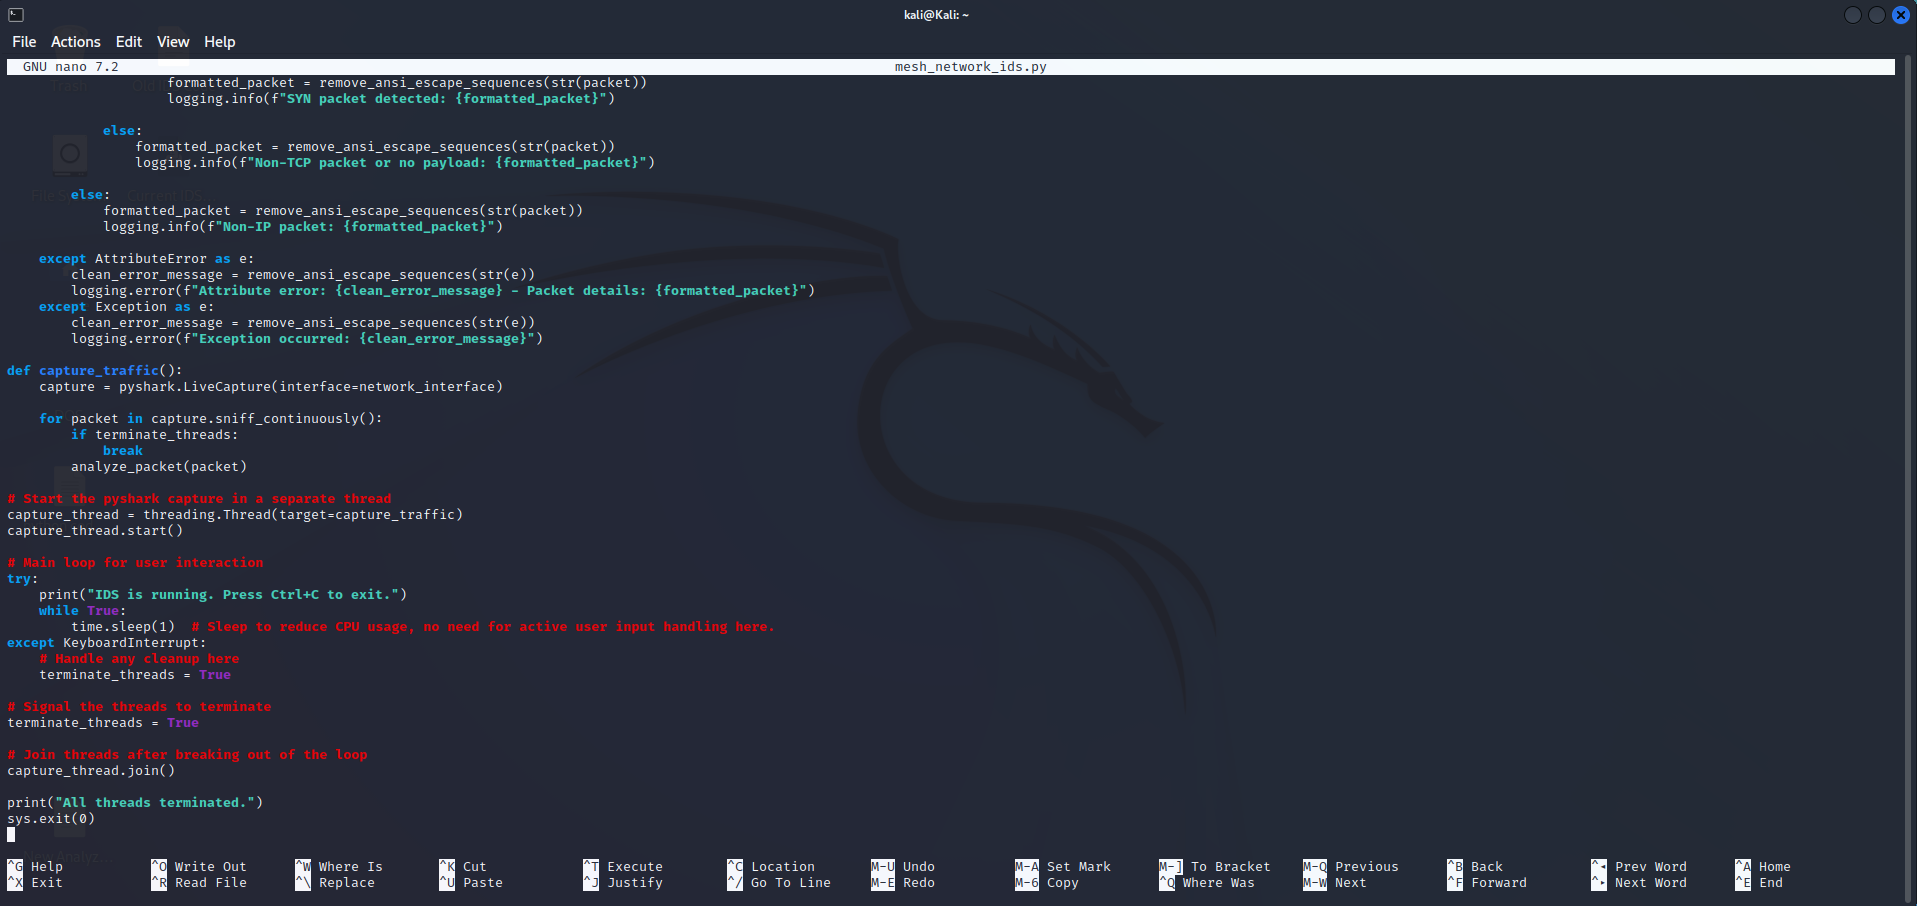 kali@Kali: ~
File Actions Edit View Help
GNU nano 7.2 mesh_network_ids.py
                    formatted_packet = remove_ansi_escape_sequences(str(packet))
                    logging.info(f"SYN packet detected: {formatted_packet}")

            else:
                formatted_packet = remove_ansi_escape_sequences(str(packet))
                logging.info(f"Non-TCP packet or no payload: {formatted_packet}")

        else:
            formatted_packet = remove_ansi_escape_sequences(str(packet))
            logging.info(f"Non-IP packet: {formatted_packet}")

    except AttributeError as e:
        clean_error_message = remove_ansi_escape_sequences(str(e))
        logging.error(f"Attribute error: {clean_error_message} - Packet details: {formatted_packet}")
    except Exception as e:
        clean_error_message = remove_ansi_escape_sequences(str(e))
        logging.error(f"Exception occurred: {clean_error_message}")

def capture_traffic():
    capture = pyshark.LiveCapture(interface=network_interface)

    for packet in capture.sniff_continuously():
        if terminate_threads:
            break
        analyze_packet(packet)

# Start the pyshark capture in a separate thread
capture_thread = threading.Thread(target=capture_traffic)
capture_thread.start()

# Main loop for user interaction
try:
    print("IDS is running. Press Ctrl+C to exit.")
    while True:
        time.sleep(1)  # Sleep to reduce CPU usage, no need for active user input handling here.
except KeyboardInterrupt:
    # Handle any cleanup here
    terminate_threads = True

# Signal the threads to terminate
terminate_threads = True

# Join threads after breaking out of the loop
capture_thread.join()

print("All threads terminated.")
sys.exit(0)
^G Help ^O Write Out ^W Where Is ^K Cut ^T Execute ^C Location M-U Undo M-A Set Mark M-] To Bracket M-Q Previous ^B Back ^◂ Prev Word ^A Home
^X Exit ^R Read File ^\ Replace ^U Paste ^J Justify ^/ Go To Line M-E Redo M-6 Copy ^Q Where Was M-W Next ^F Forward ^▸ Next Word ^E End